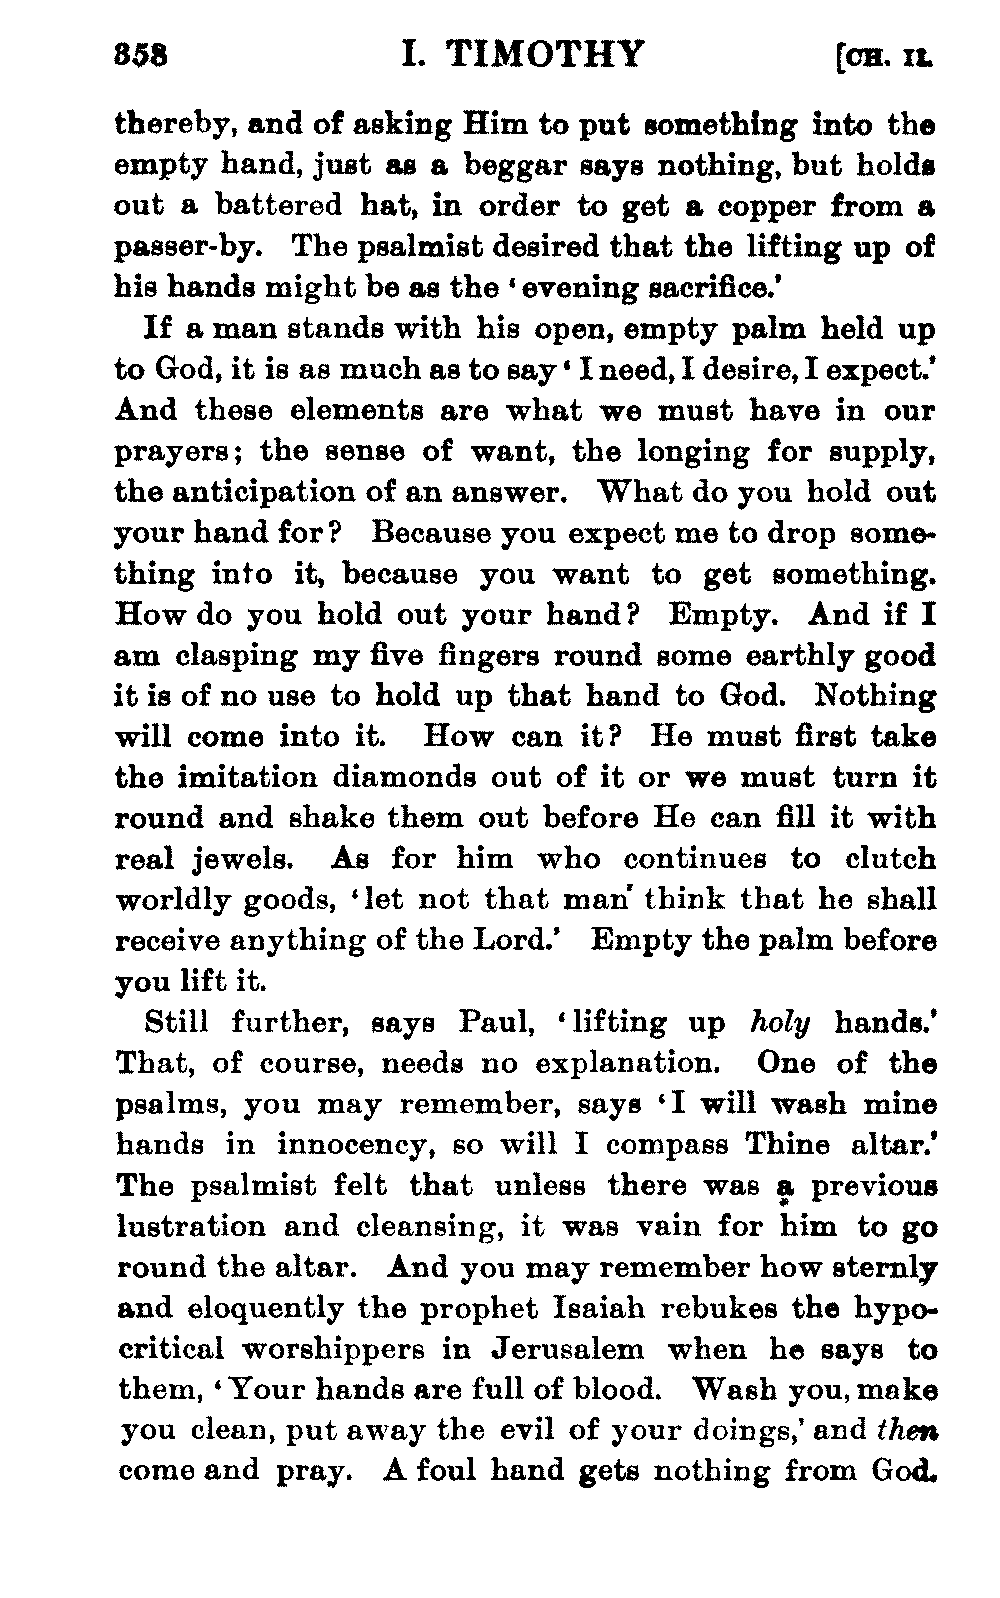 358 I. TIMOTHY [CH. II.
thereby, and of asking Him to put something into the
empty hand, just as a beggar says nothing, but holds
out a battered hat, in order to get a copper from a
passer-by. The psalmist desired that the lifting up of
his hands might be as the ‘evening sacrifice.’
If a man stands with his open, empty palm held up
to God, it is as much as to say ‘I need, I desire, I expect.’
And these elements are what we must have in our
prayers; the sense of want, the longing for supply,
the anticipation of an answer. What do you hold out
your hand for? Because you expect me to drop some-
thing into it, because you want to get something.
How do you hold out your hand? Empty. And if I
am clasping my five fingers round some earthly good
it is of no use to hold up that hand to God. Nothing
will come into it. How can it? He must first take
the imitation diamonds out of it or we must turn it
round and shake them out before He can fill it with
real jewels. As for him who continues to clutch
worldly goods, ‘let not that man think that he shall
receive anything of the Lord.’ Empty the palm before
you lift it.
Still further, says Paul, ‘lifting up holy hands.’
That, of course, needs no explanation. One of the
psalms, you may remember, says ‘I will wash mine
hands in innocency, so will I compass Thine altar.’
The psalmist felt that unless there was a previous
lustration and cleansing, it was vain for him to go
round the altar. And you may remember how sternly
and eloquently the prophet Isaiah rebukes the hypo-
critical worshippers in Jerusalem when he says to
them, ‘Your hands are full of blood. Wash you, make
you clean, put away the evil of your doings,’ and then
come and pray. A foul hand gets nothing from God.